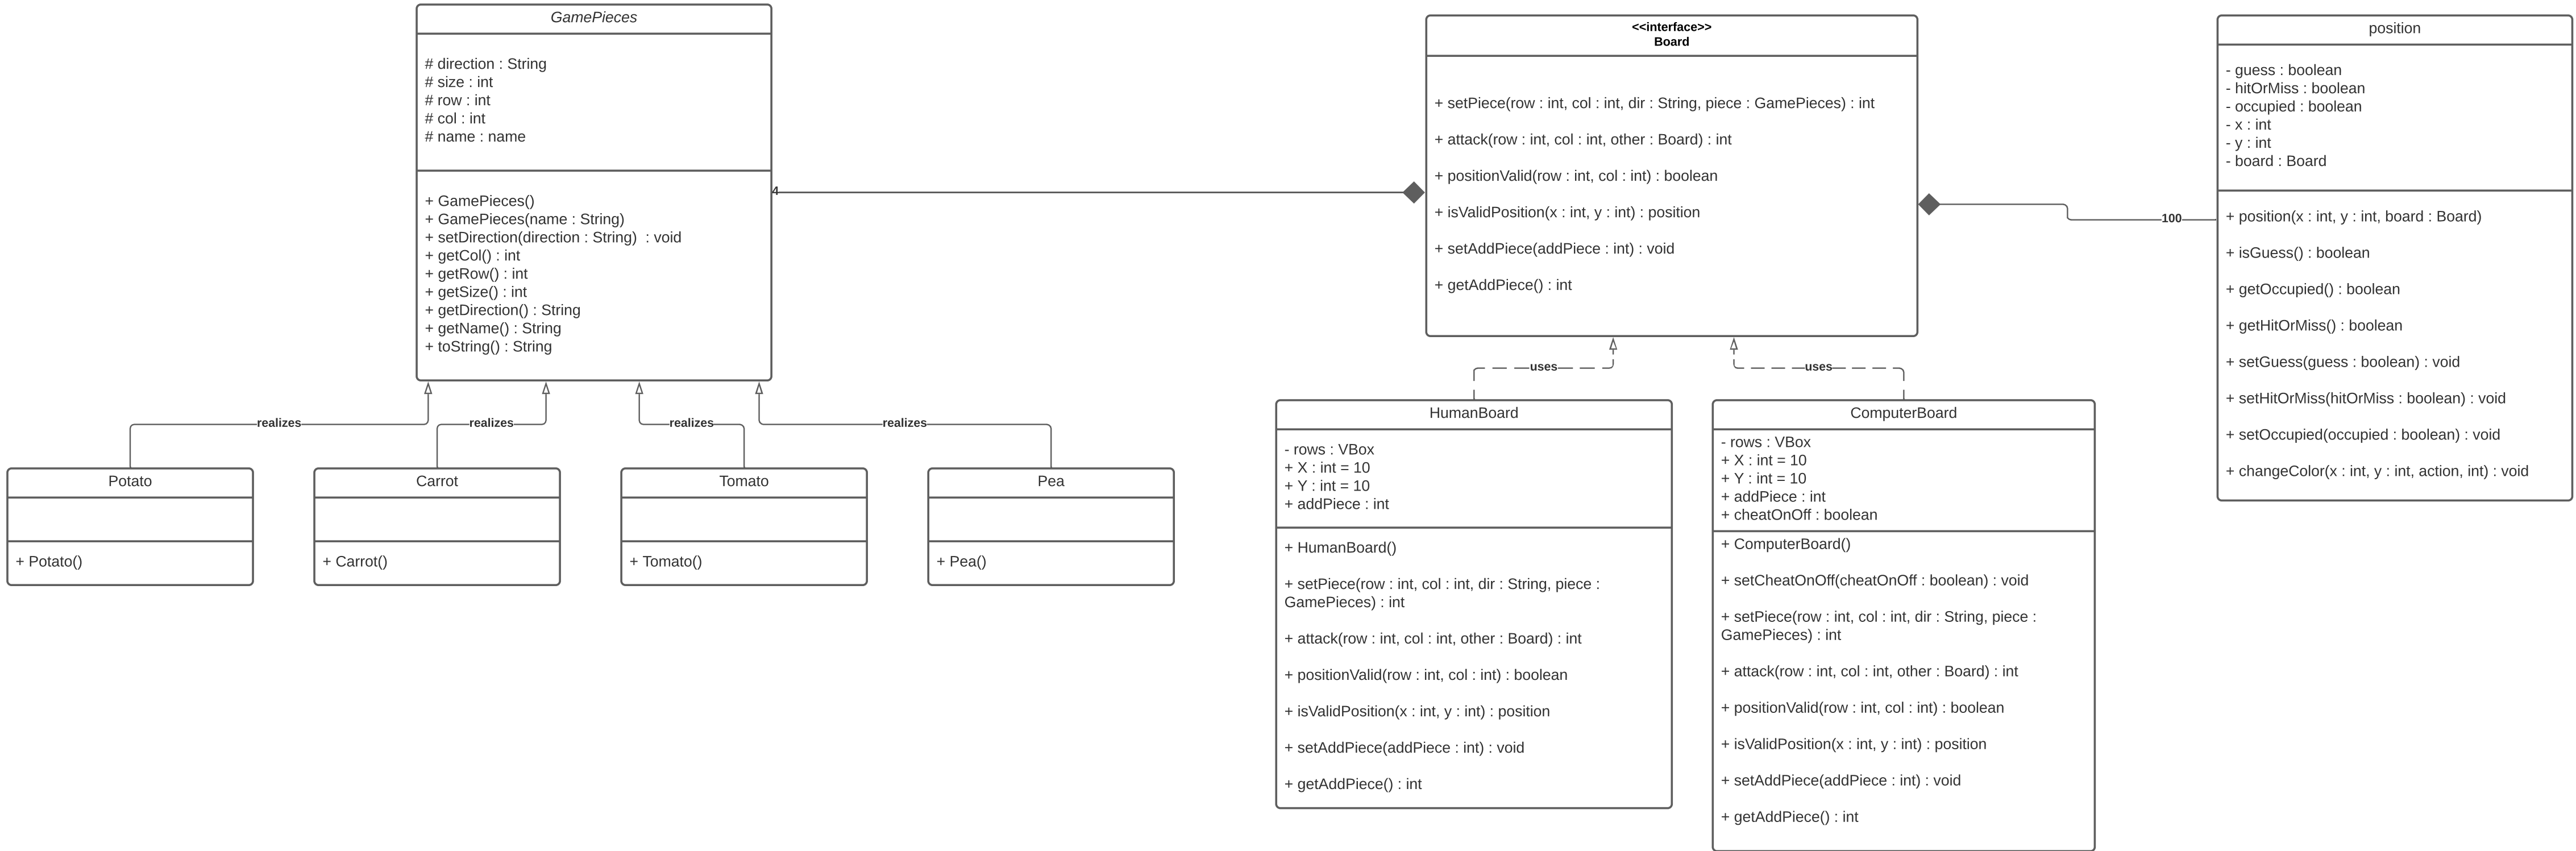 GamePieces
# direction : String
# size : int
# row : int
# col : int
# name : name
+ GamePieces()
+ GamePieces(name : String)
+ setDirection(direction : String)  : void
+ getCol() : int
+ getRow() : int
+ getSize() : int
+ getDirection() : String
+ getName() : String
+ toString() : String
4
<<interface>>
Board
+ setPiece(row : int, col : int, dir : String, piece : GamePieces) : int
+ attack(row : int, col : int, other : Board) : int
+ positionValid(row : int, col : int) : boolean
+ isValidPosition(x : int, y : int) : position
+ setAddPiece(addPiece : int) : void
+ getAddPiece() : int
100
position
- guess : boolean
- hitOrMiss : boolean
- occupied : boolean
- x : int
- y : int
- board : Board
+ position(x : int, y : int, board : Board)
+ isGuess() : boolean
+ getOccupied() : boolean
+ getHitOrMiss() : boolean
+ setGuess(guess : boolean) : void
+ setHitOrMiss(hitOrMiss : boolean) : void
+ setOccupied(occupied : boolean) : void
+ changeColor(x : int, y : int, action, int) : void
realizes
realizes
realizes
realizes
uses
uses
Potato
+ Potato()
Carrot
+ Carrot()
Tomato
+ Tomato()
Pea
+ Pea()
HumanBoard
- rows : VBox
+ X : int = 10
+ Y : int = 10
+ addPiece : int
+ HumanBoard()
+ setPiece(row : int, col : int, dir : String, piece :
GamePieces) : int
+ attack(row : int, col : int, other : Board) : int
+ positionValid(row : int, col : int) : boolean
+ isValidPosition(x : int, y : int) : position
+ setAddPiece(addPiece : int) : void
+ getAddPiece() : int
ComputerBoard
- rows : VBox
+ X : int = 10
+ Y : int = 10
+ addPiece : int
+ cheatOnOff : boolean
+ ComputerBoard()
+ setCheatOnOff(cheatOnOff : boolean) : void
+ setPiece(row : int, col : int, dir : String, piece :
GamePieces) : int
+ attack(row : int, col : int, other : Board) : int
+ positionValid(row : int, col : int) : boolean
+ isValidPosition(x : int, y : int) : position
+ setAddPiece(addPiece : int) : void
+ getAddPiece() : int